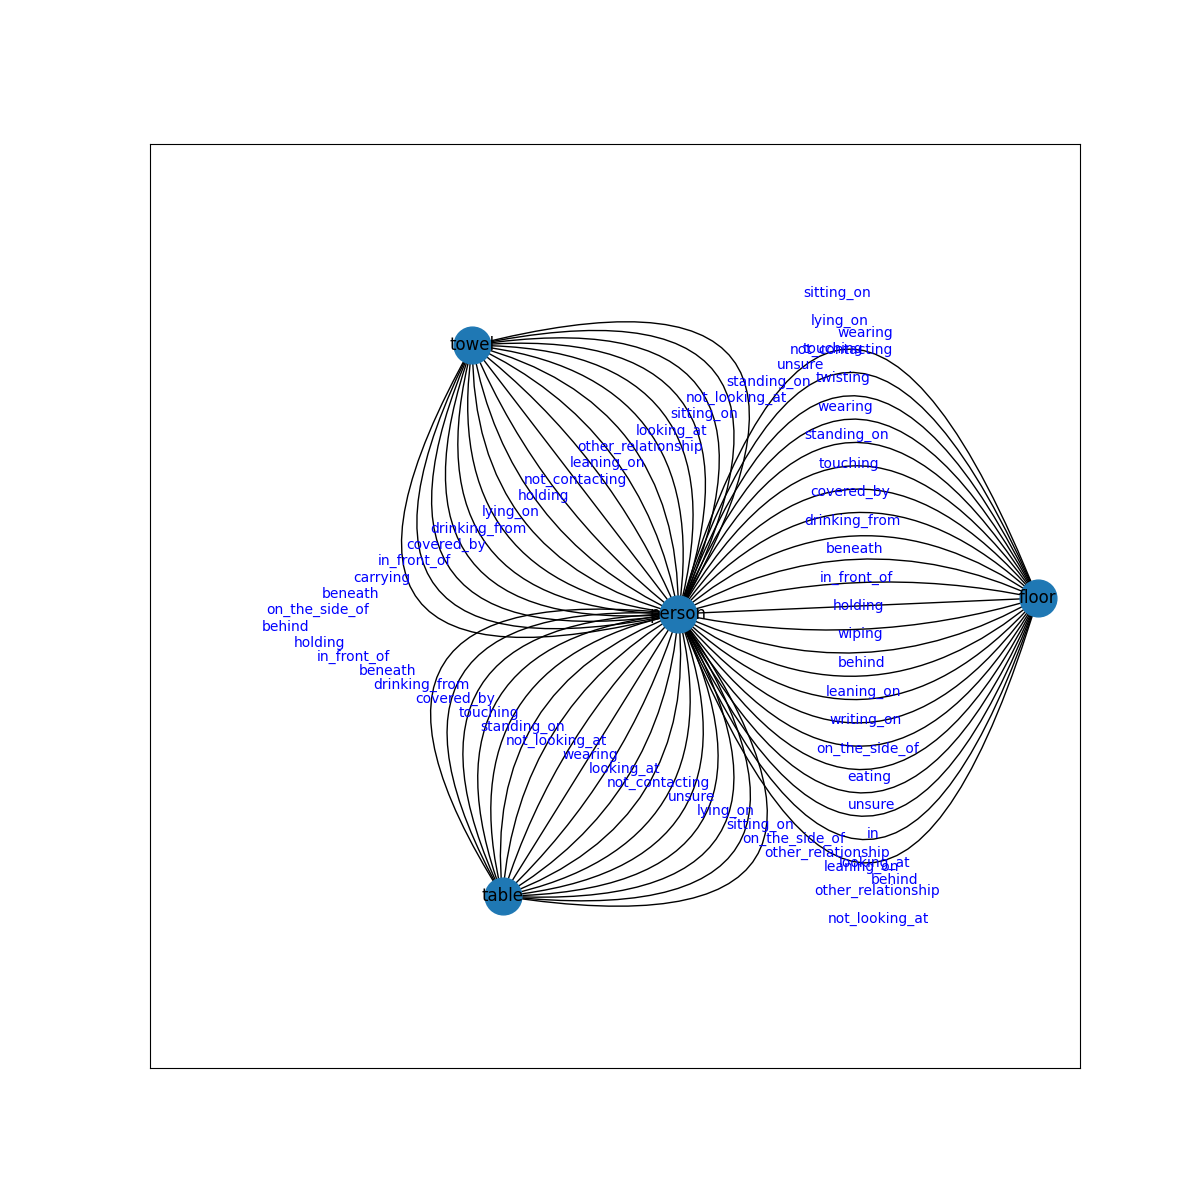 sitting_on
lying_on
wearing
touching
not_contacting
towel
unsure
twisting
standing_on
not_looking_at
wearing
sitting_on
looking_at
standing_on
other_relationship
leaning_on
touching
not_contacting
covered_by
holding
lying_on
drinking_from
drinking_from
covered_by
beneath
in_front_of
carrying
in_front_of
beneath
floor
on_the_side_of
holding
person
behind
wiping
holding
in_front_of
behind
beneath
drinking_from
leaning_on
covered_by
touching
writing_on
standing_on
not_looking_at
on_the_side_of
wearing
looking_at
eating
not_contacting
unsure
unsure
lying_on
sitting_on
in
on_the_side_of
other_relationship
looking_at
leaning_on
behind
other_relationship
table
not_looking_at